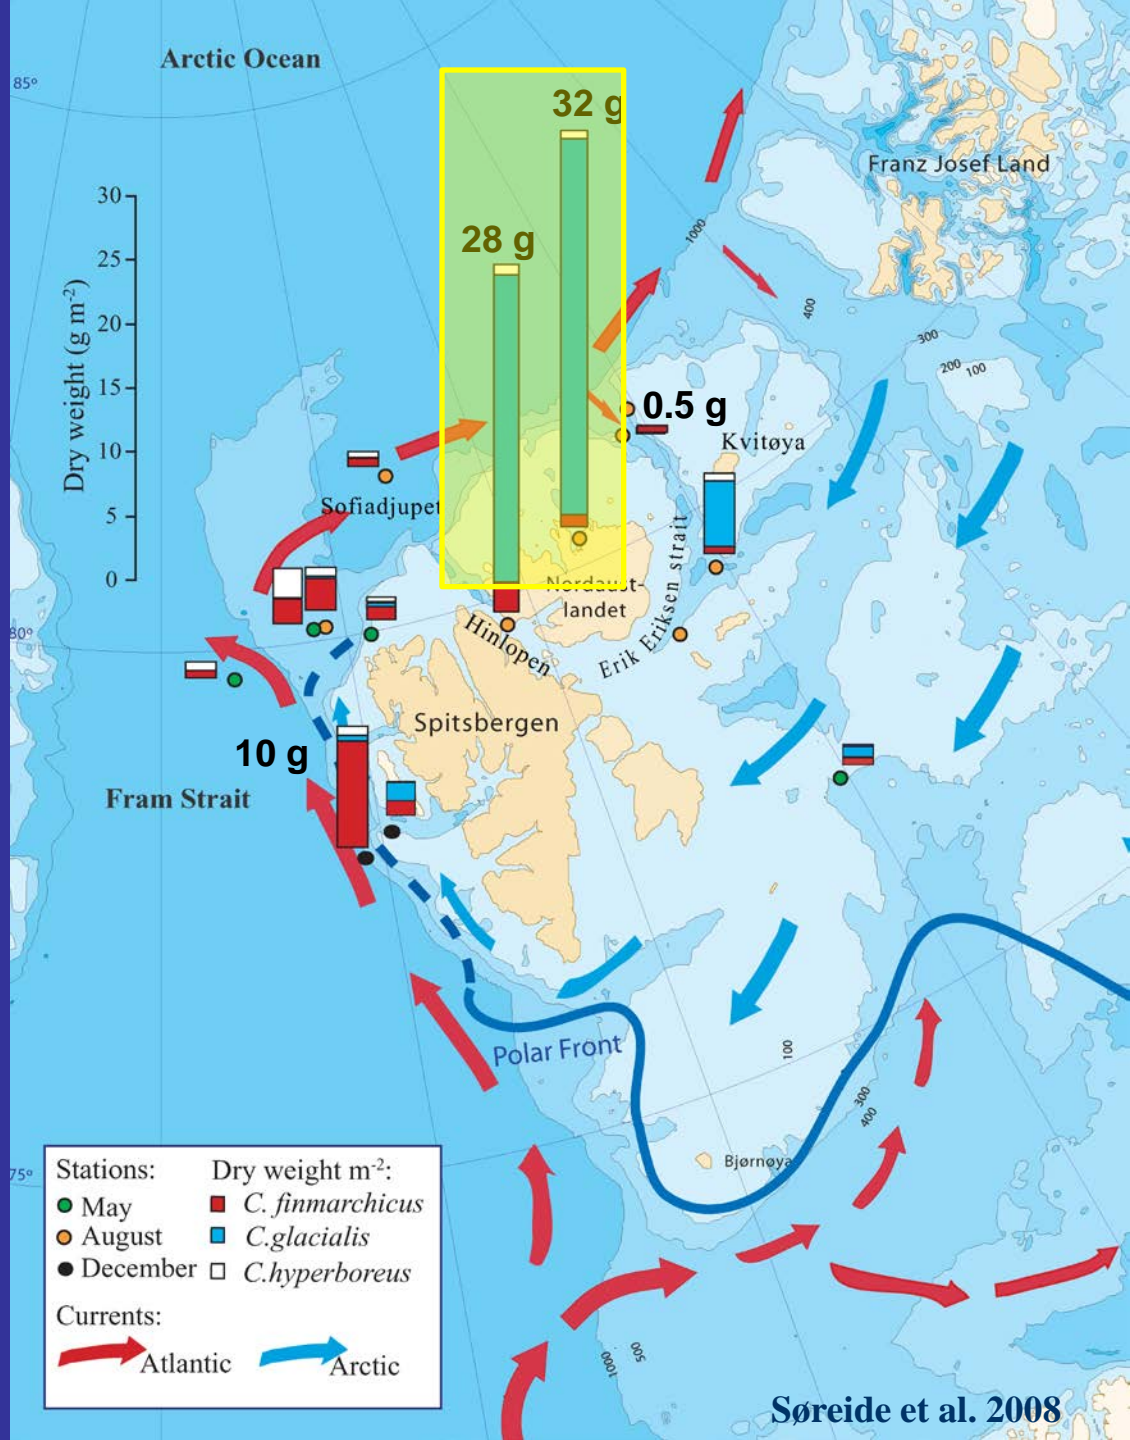 Arctic Ocean
85°
32 g
Franz Josef Land
28 g
1000
400
300
200
100
30
25
20
15
10
5
0
Dry weight (g m-2)
0.5 g
Kvitøya
Sofiadjupet
Nordaust-
landet
Hinlopen
Erik Eriksen strait
80°
Spitsbergen
10 g
Fram Strait
Polar Front
100
300
400
Bjørnøya
75°
Stations:
May
August
December
Dry weight m-2:
C. finmarchicus
C.glacialis
C.hyperboreus
Currents:
Atlantic
Arctic
500
1000
Søreide et al. 2008